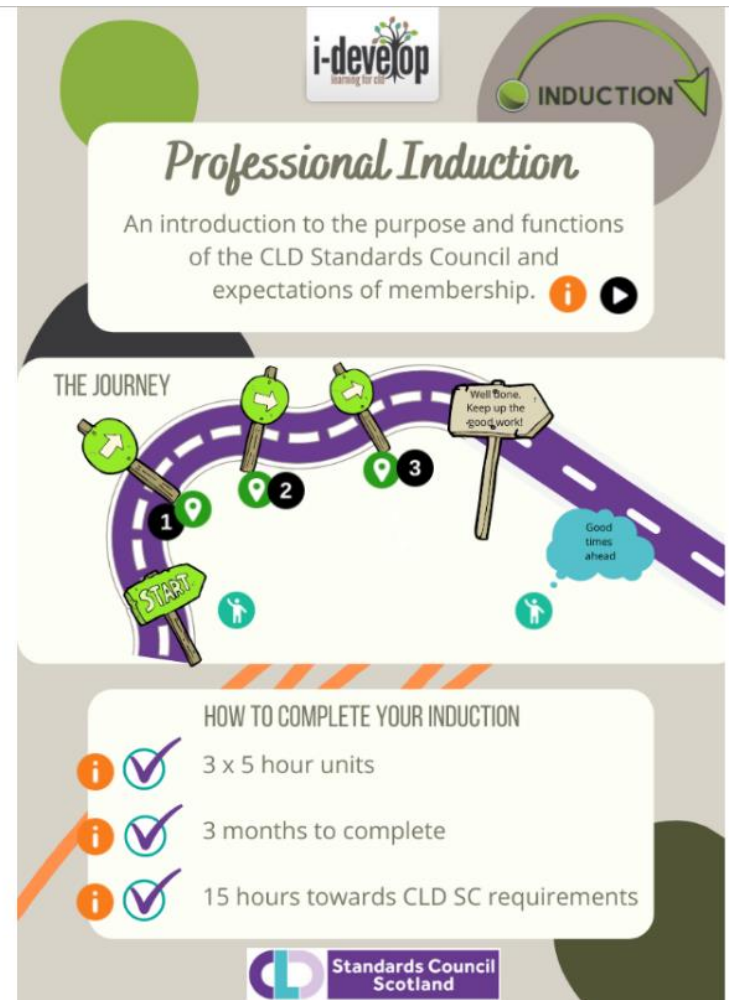 i-develop
learning for cld
INDUCTION
Professional Induction
An introduction to the purpose and functions
of the CLD Standards Council and
expectations of membership.
THE JOURNEY
Well done.
Keep up the
good work!
1
2
3
START
Good
times
ahead
HOW TO COMPLETE YOUR INDUCTION
3 x 5 hour units
3 months to complete
15 hours towards CLD SC requirements
CLD
Standards Council
Scotland